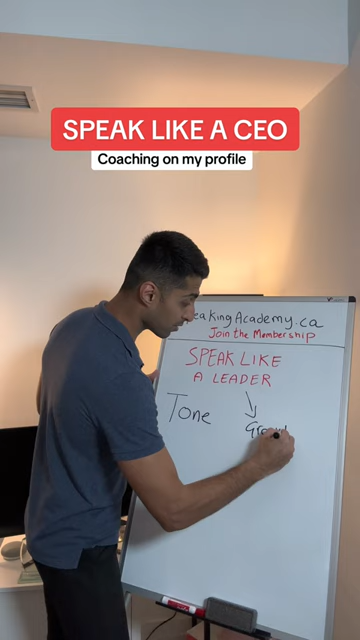 SPEAK LIKE A CEO
Coaching on my profile
eakingAcademy.ca
Join the Membership
SPEAK LIKE
A LEADER
Tone